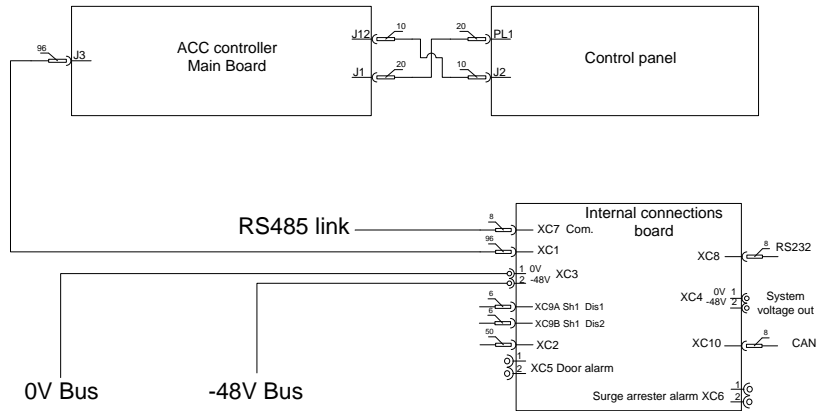 ACC controller
Main Board
96
J3
J12
10
J1
20
20
PL1
10
J2
Control panel
RS485 link
Internal connections
board
8
XC7 Com.
96
XC1
1 0V
2 -48V
XC3
6
XC9A Sh1 Dis1
6
XC9B Sh1 Dis2
50
XC2
1
2
XC5 Door alarm
XC8
8
RS232
XC4
0V 1
-48V 2
System
voltage out
XC10
8
CAN
Surge arrester alarm XC6
1
2
0V Bus
-48V Bus